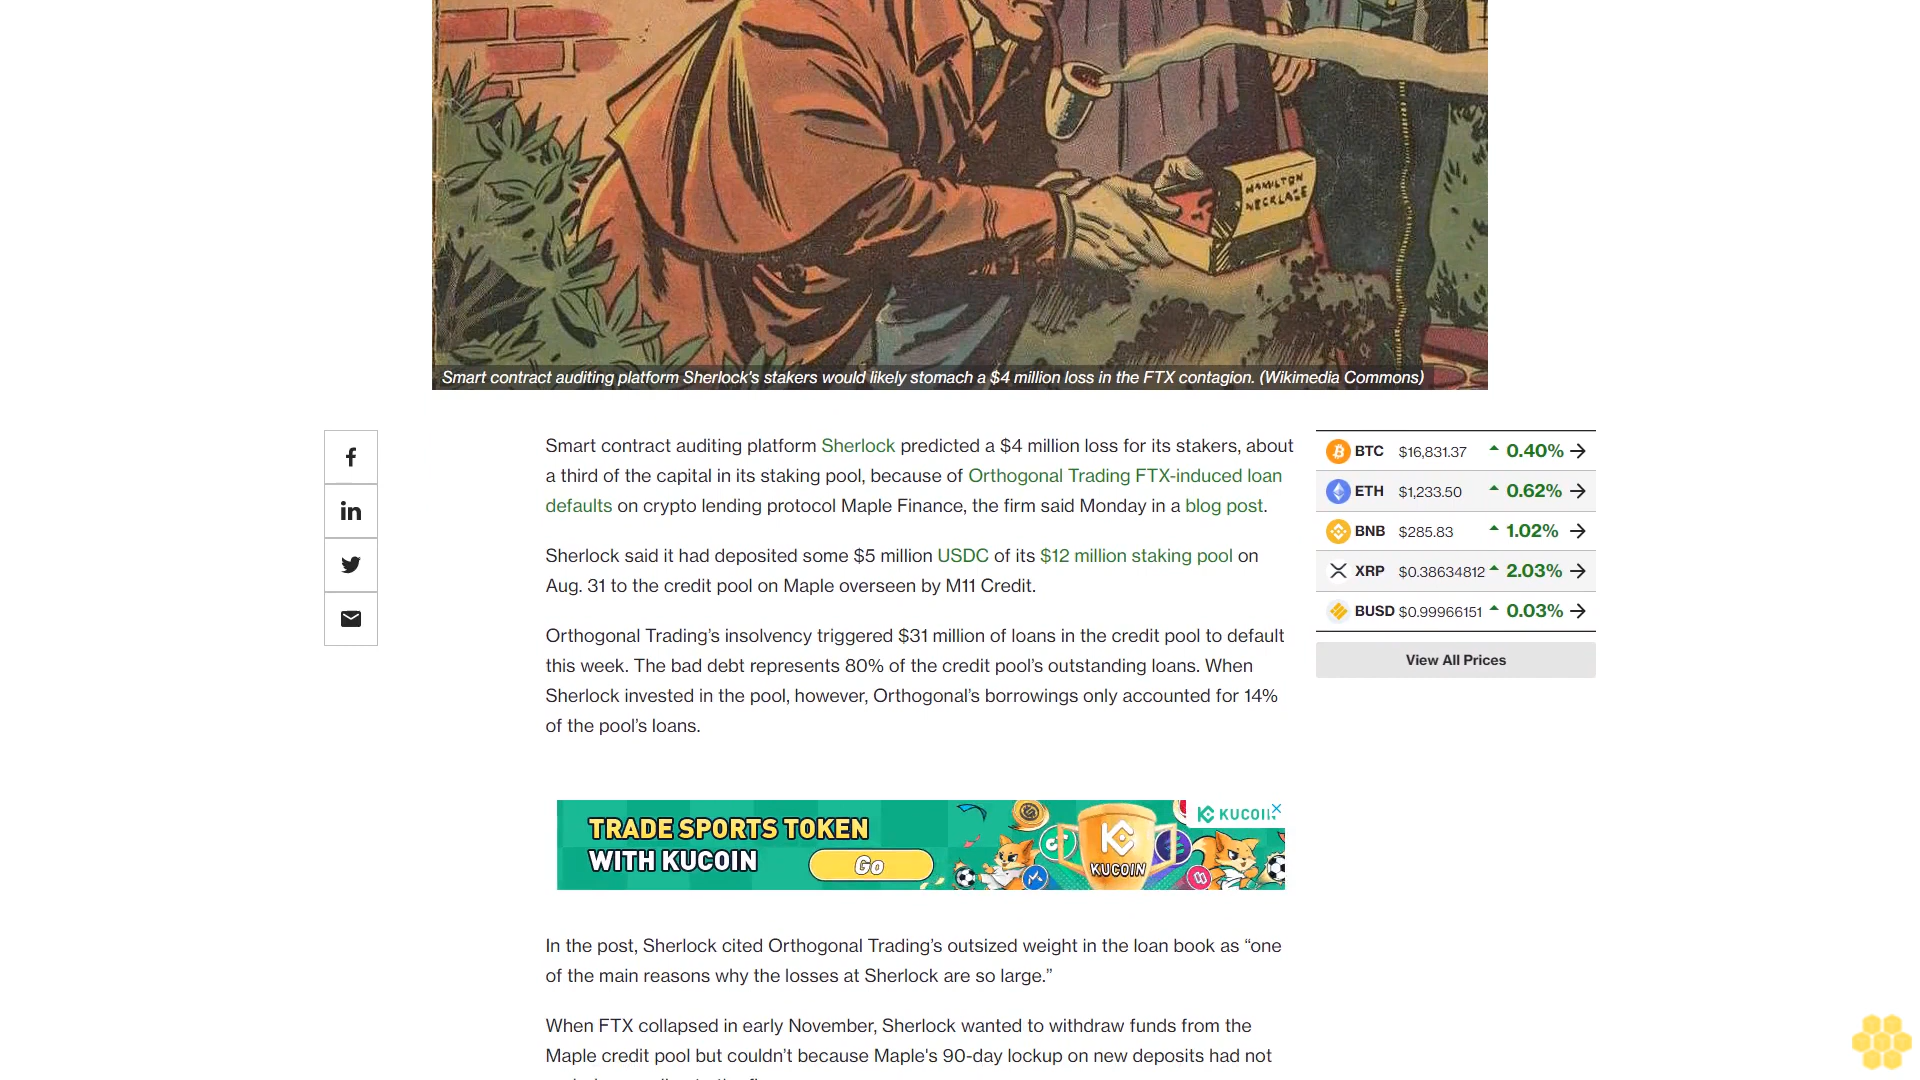 HAMILTON
NECKLACE
Smart contract auditing platform Sherlock's stakers would likely stomach a $4 million loss in the FTX contagion. (Wikimedia Commons)
Smart contract auditing platform Sherlock predicted a $4 million loss for its stakers, about
a third of the capital in its staking pool, because of Orthogonal Trading FTX-induced loan
defaults on crypto lending protocol Maple Finance, the firm said Monday in a blog post.
Sherlock said it had deposited some $5 million USDC of its $12 million staking pool on
Aug. 31 to the credit pool on Maple overseen by M11 Credit.
Orthogonal Trading’s insolvency triggered $31 million of loans in the credit pool to default
this week. The bad debt represents 80% of the credit pool’s outstanding loans. When
Sherlock invested in the pool, however, Orthogonal’s borrowings only accounted for 14%
of the pool’s loans.
BTC $16,831.37 0.40%
ETH $1,233.50 0.62%
BNB $285.83 1.02%
XRP $0.38634812 2.03%
BUSD $0.99966151 0.03%
View All Prices
TRADE SPORTS TOKEN
WITH KUCOIN
Go
KUCOIN
KUCOIN
In the post, Sherlock cited Orthogonal Trading’s outsized weight in the loan book as “one
of the main reasons why the losses at Sherlock are so large.”
When FTX collapsed in early November, Sherlock wanted to withdraw funds from the
Maple credit pool but couldn’t because Maple's 90-day lockup on new deposits had not